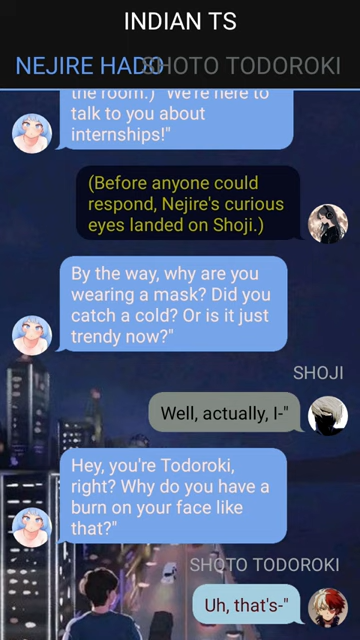 INDIAN TS
NEJIRE HADO SHOTO TODOROKI
the room.) "We're here to
talk to you about
internships!"
(Before anyone could
respond, Nejire's curious
eyes landed on Shoji.)
By the way, why are you
wearing a mask? Did you
catch a cold? Or is it just
trendy now?"
SHOJI
Well, actually, I-"
Hey, you're Todoroki,
right? Why do you have a
burn on your face like
that?"
SHOTO TODOROKI
Uh, that's-"